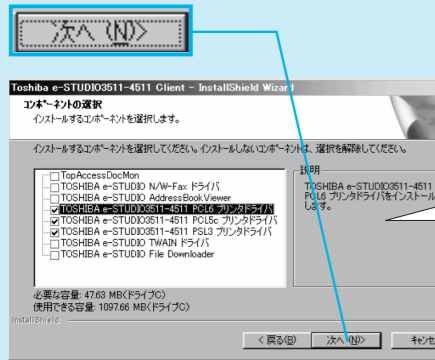 次へ (N)>
Toshiba e-STUDIO3511-4511 Client - InstallShield Wizard
コンポーネントの選択
インストールするコンポーネントを選択します。
インストールするコンポーネントを選択してください。インストールしないコンポーネントは、選択を解除してください。
TopAccessDocMon
TOSHIBA e-STUDIO N/W-Fax ドライバ
TOSHIBA e-STUDIO AddressBook Viewer
TOSHIBA e-STUDIO3511-4511 PCL6 プリンタドライバ
TOSHIBA e-STUDIO3511-4511 PCL5c プリンタドライバ
TOSHIBA e-STUDIO3511-4511 PSL3 プリンタドライバ
TOSHIBA e-STUDIO TWAIN ドライバ
TOSHIBA e-STUDIO File Downloader
説明
TOSHIBA e-STUDIO3511-4511
PCL6 プリンタドライバをインストール
します。
必要な容量: 47.63 MB(ドライブC)
使用できる容量: 1097.66 MB(ドライブC)
InstallShield
< 戻る(B)
次へ (N)>
キャンセ